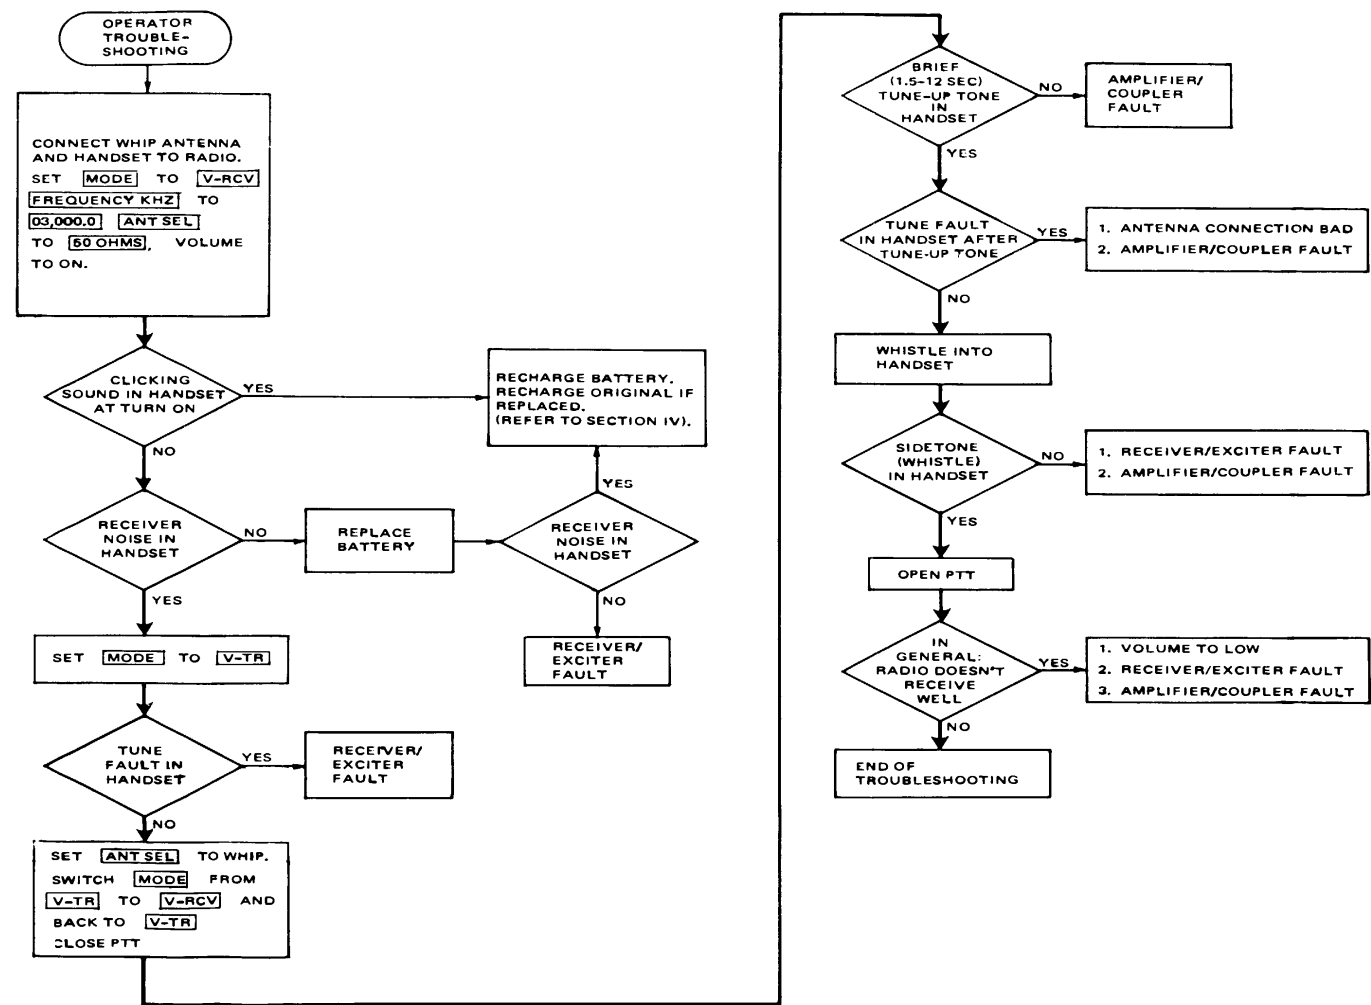 OPERATOR
TROUBLE-
SHOOTING
CONNECT WHIP ANTENNA
AND HANDSET TO RADIO.
SET MODE TO V-RCV
FREQUENCY KHZ TO
03,000.0 ANT SEL
TO 50 OHMS, VOLUME
TO ON.
CLICKING
SOUND IN HANDSET
AT TURN ON
YES
RECHARGE BATTERY.
RECHARGE ORIGINAL IF
REPLACED.
(REFER TO SECTION IV).
NO
RECEIVER
NOISE IN
HANDSET
NO
REPLACE
BATTERY
RECEIVER
NOISE IN
HANDSET
YES
NO
RECEIVER/
EXCITER
FAULT
YES
SET MODE TO V-TR
TUNE
FAULT IN
HANDSET
YES
RECEIVER/
EXCITER
FAULT
NO
SET ANT SEL TO WHIP.
SWITCH MODE FROM
V-TR TO V-RCV AND
BACK TO V-TR
CLOSE PTT
BRIEF
(1.5-12 SEC)
TUNE-UP TONE
IN
HANDSET
NO
AMPLIFIER/
COUPLER
FAULT
YES
TUNE FAULT
IN HANDSET AFTER
TUNE-UP TONE
YES
1. ANTENNA CONNECTION BAD
2. AMPLIFIER/COUPLER FAULT
NO
WHISTLE INTO
HANDSET
SIDETONE
(WHISTLE)
IN HANDSET
NO
1. RECEIVER/EXCITER FAULT
2. AMPLIFIER/COUPLER FAULT
YES
OPEN PTT
IN
GENERAL:
RADIO DOESN'T
RECEIVE
WELL
YES
1. VOLUME TO LOW
2. RECEIVER/EXCITER FAULT
3. AMPLIFIER/COUPLER FAULT
NO
END OF
TROUBLESHOOTING